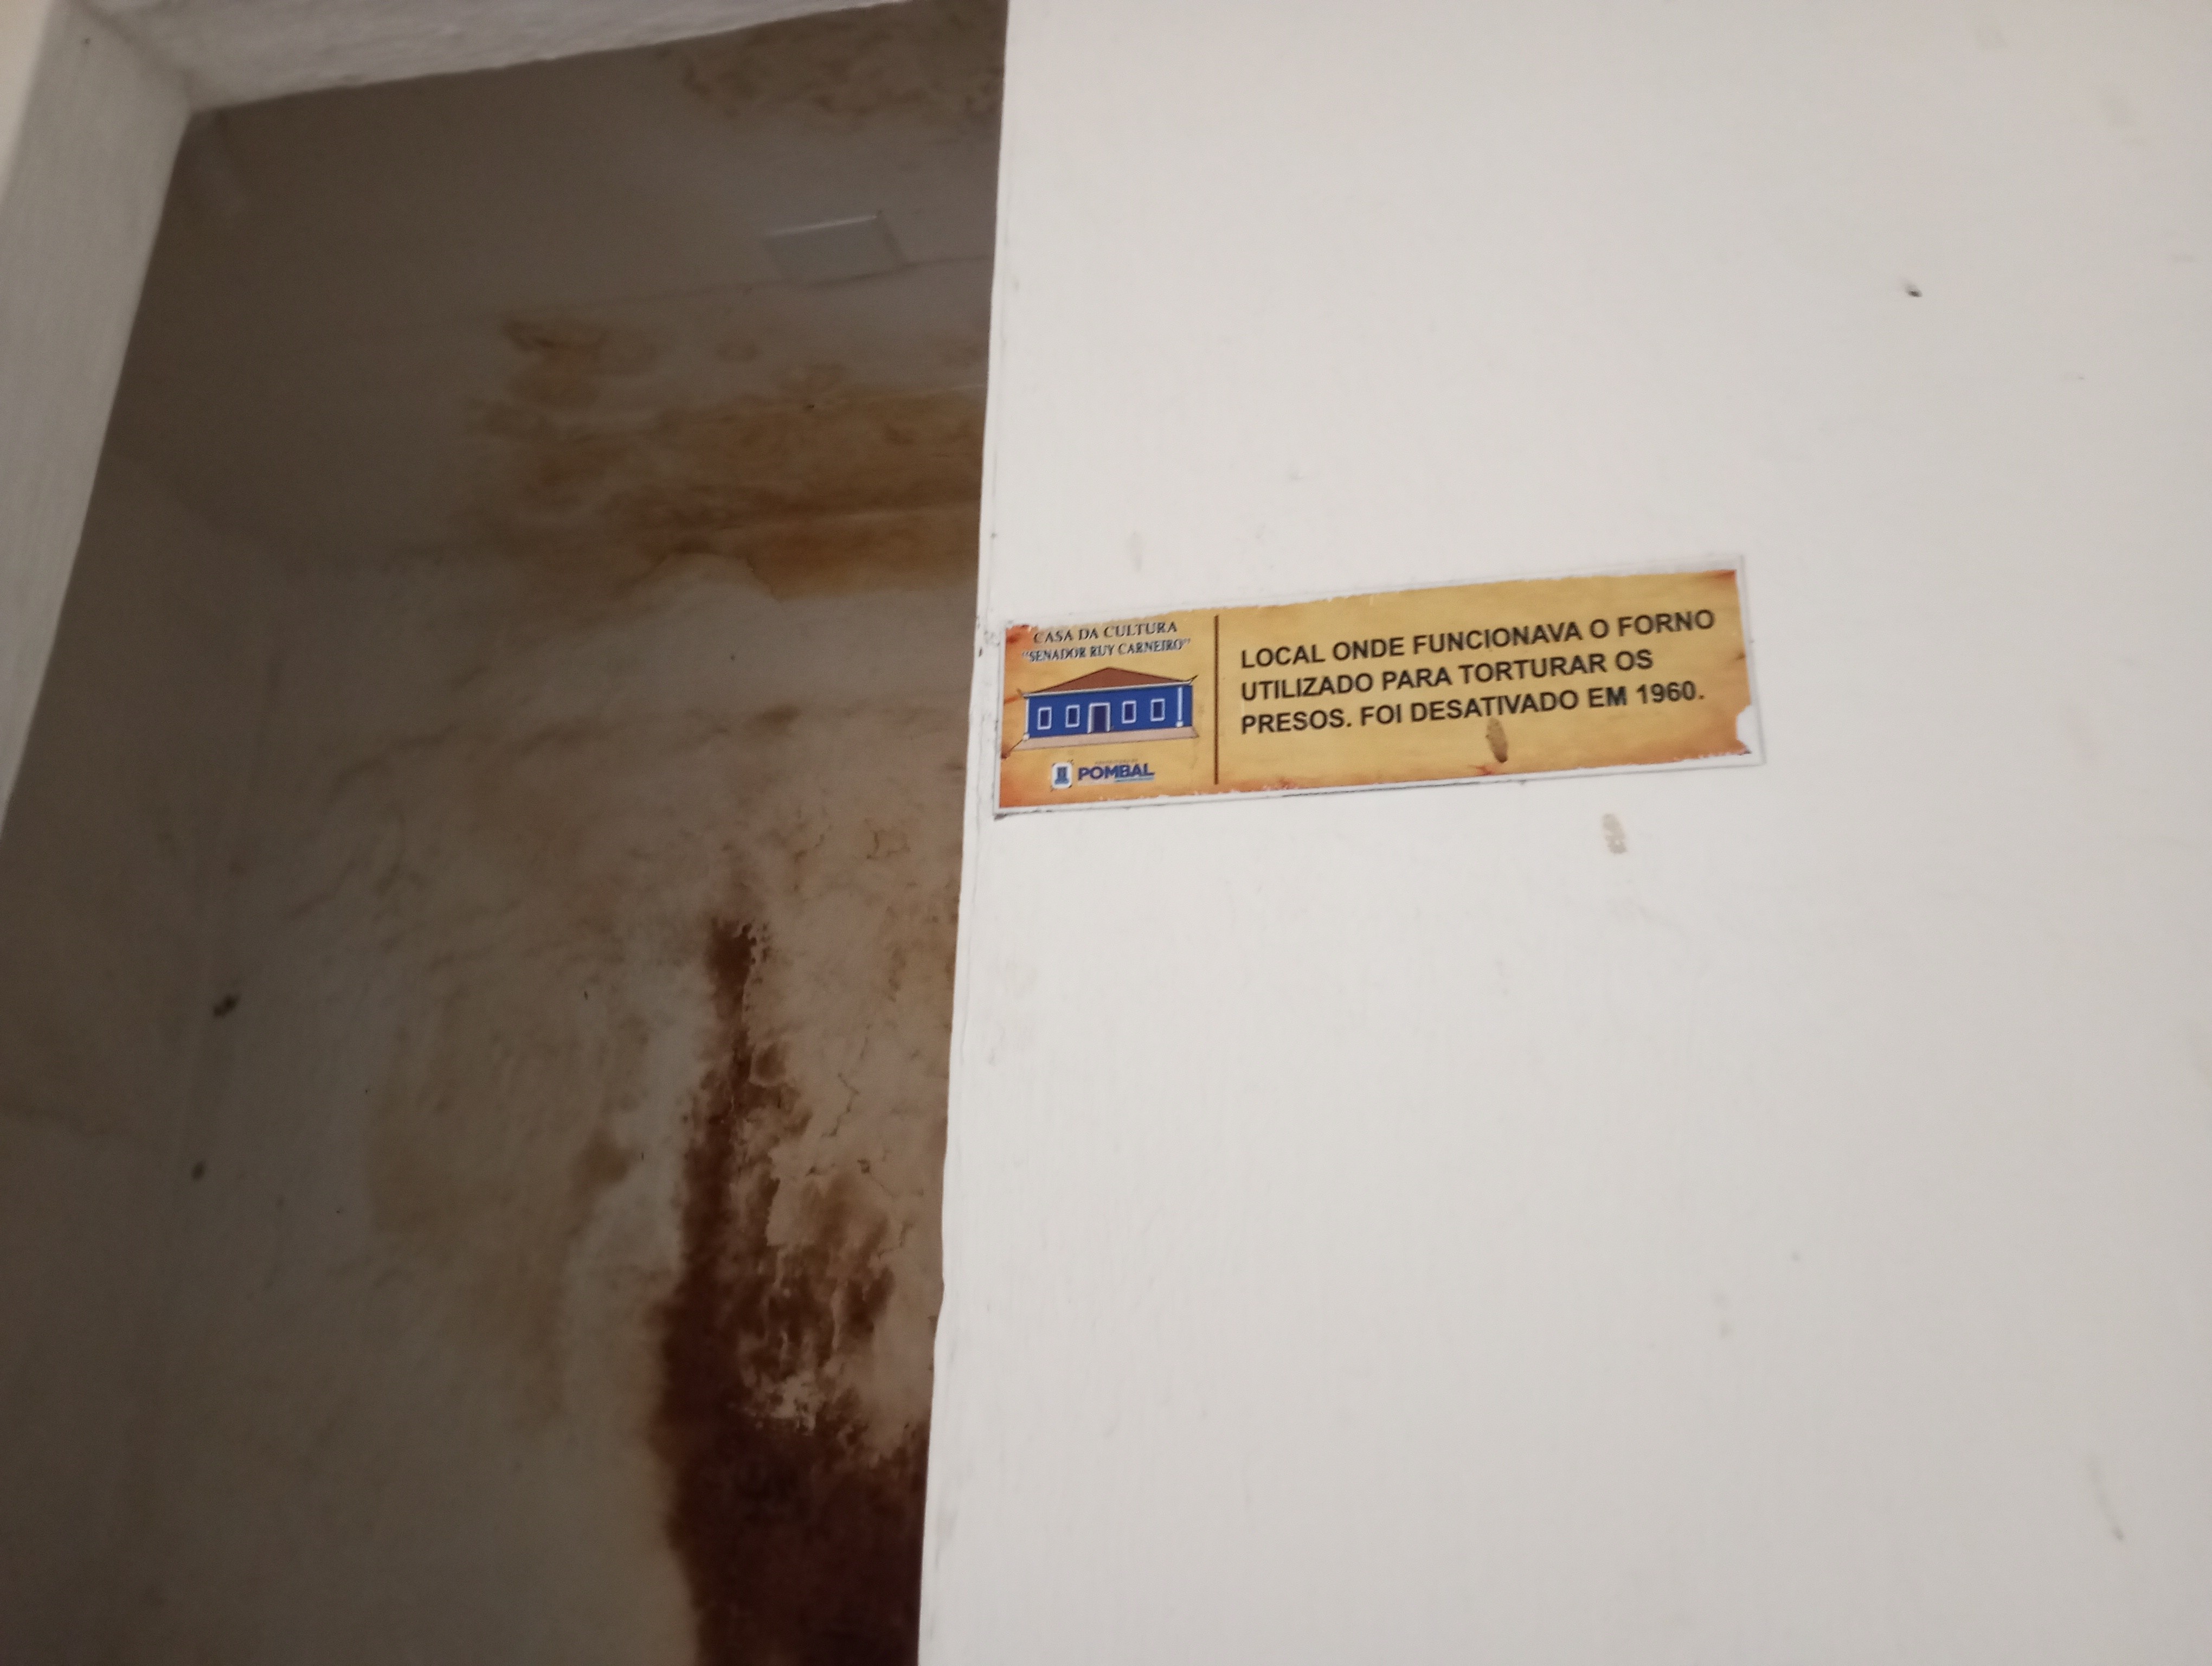 CASA DA CULTURA
"SENADOR RUY CARNEIRO"
POMBAL
LOCAL ONDE FUNCIONAVA O FORNO
UTILIZADO PARA TORTURAR OS
PRESOS. FOI DESATIVADO EM 1960.